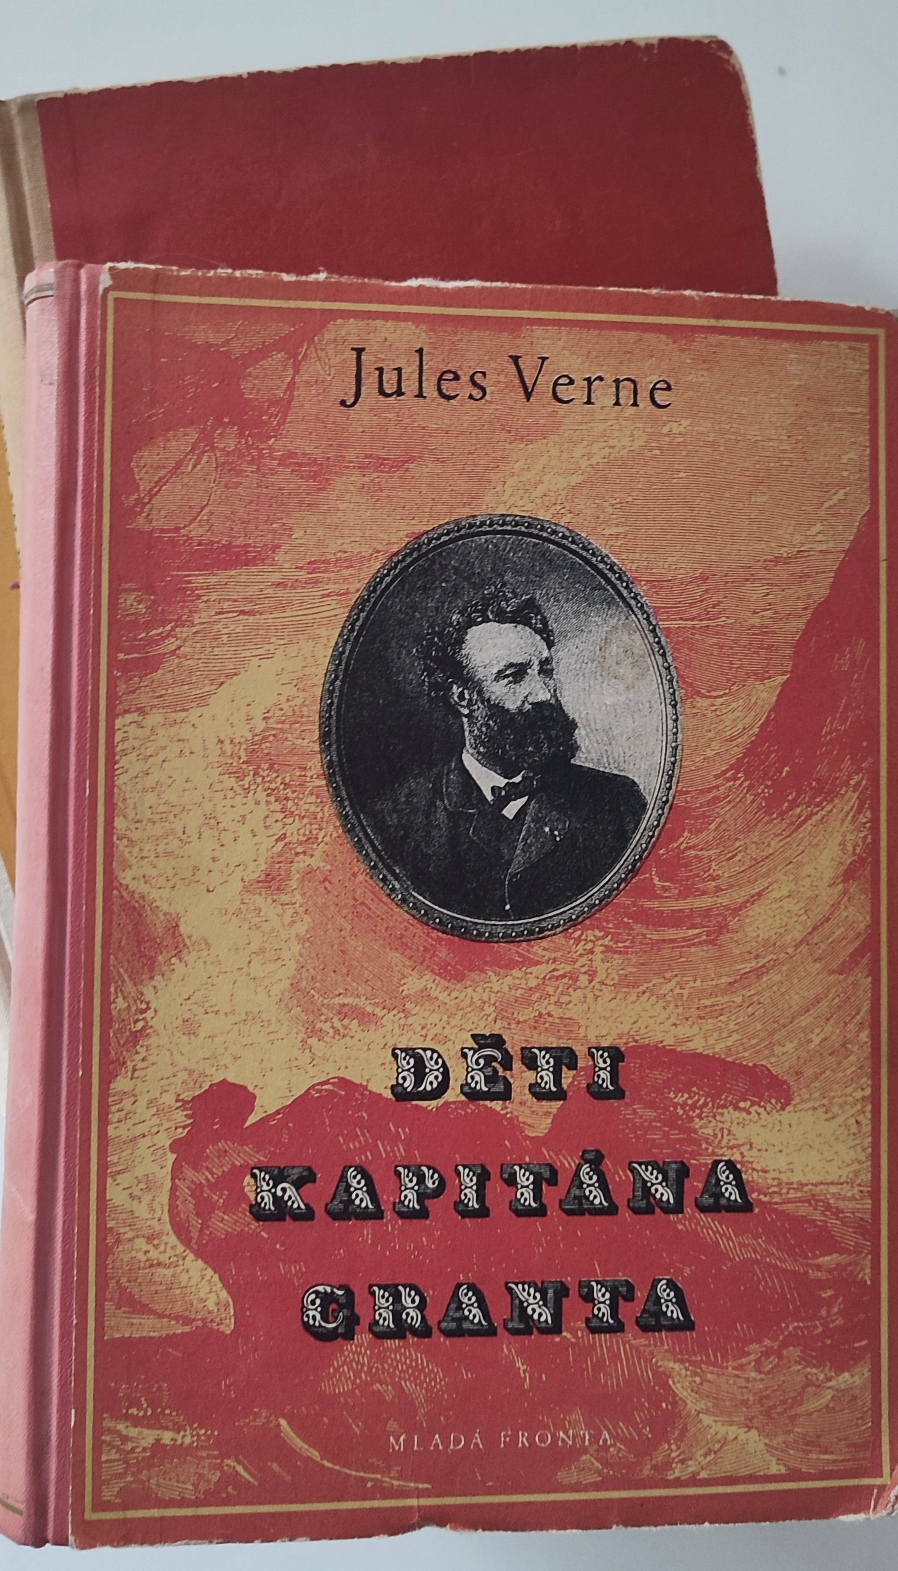 Jules Verne
DĚTI
KAPITÁNA
GRANTA
MLADÁ FRONTA